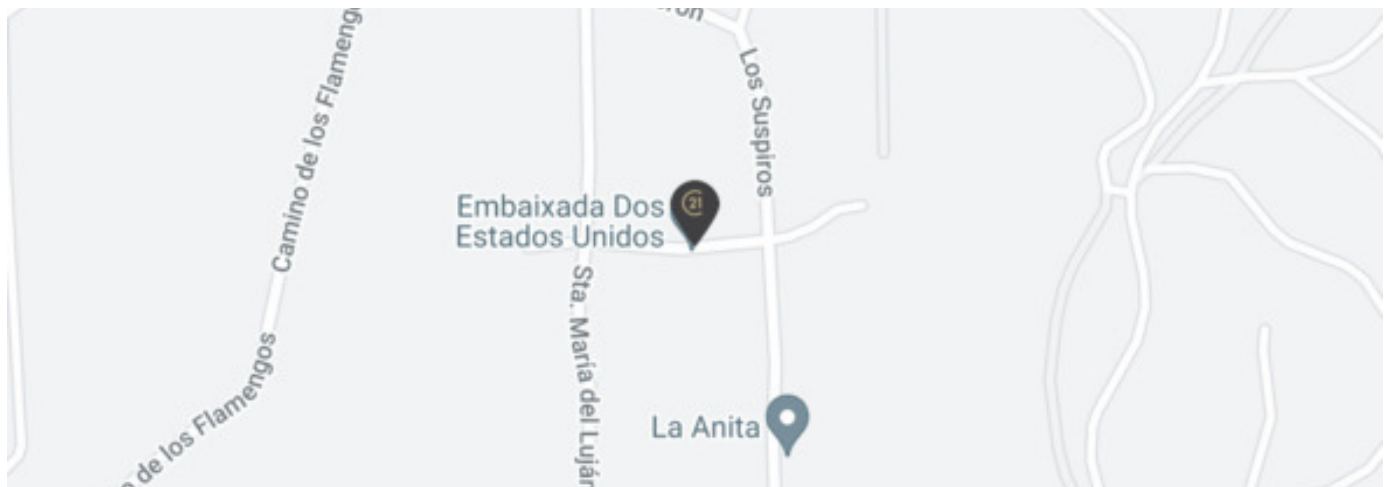 Camino de los Flameng
Los Suspiros
Embaixada Dos
Estados Unidos
21
Sta. María del Luján
de los Flamengos
La Anita